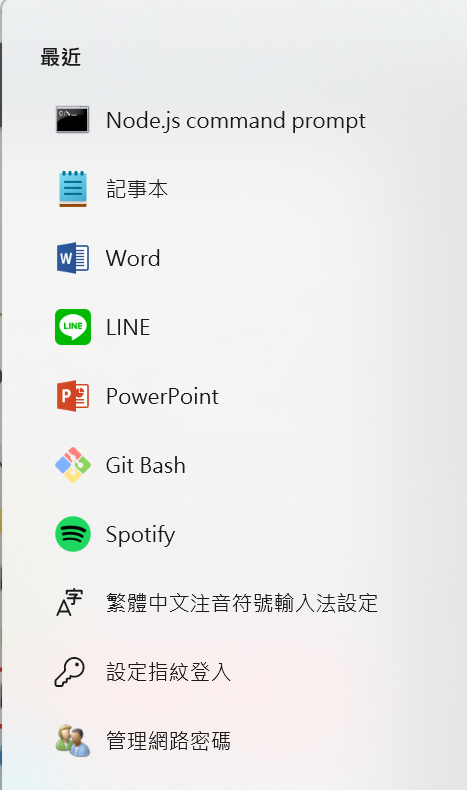 最近
Node.js command prompt
記事本
Word
LINE
PowerPoint
Git Bash
Spotify
繁體中文注音符號輸入法設定
設定指紋登入
管理網路密碼